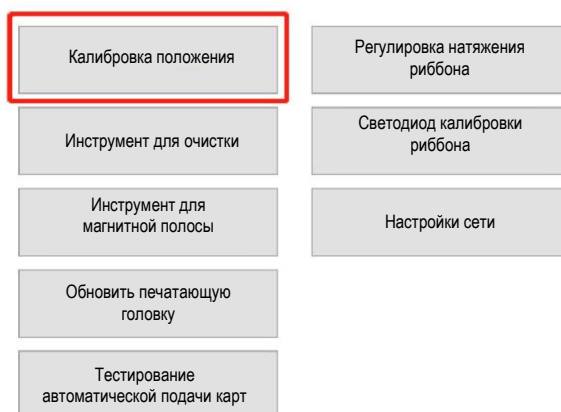 Калибровка положения
Регулировка натяжения
риббона
Инструмент для очистки
Светодиод калибровки
риббона
Инструмент для
магнитной полосы
Настройки сети
Обновить печатающую
головку
Тестирование
автоматической подачи карт